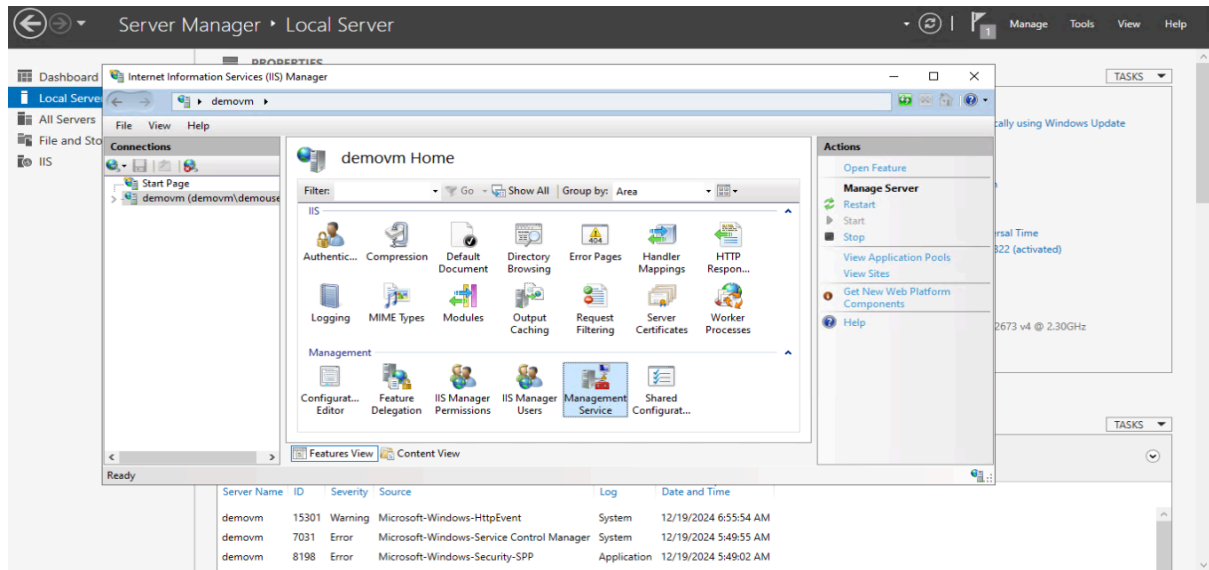 Server Manager • Local Server
1
Manage Tools View Help
PROPERTIES
TASKS
Dashboard
Local Serve
All Servers
File and Sto
IIS
Internet Information Services (IIS) Manager
demovm
File View Help
Connections
Start Page
demovm (demovm\demouse
demovm Home
Filter: Go Show All Group by: Area
IIS
Authentic... Compression Default Document Directory Browsing Error Pages Handler Mappings HTTP Respon...
404
Logging MIME Types Modules Output Caching Request Filtering Server Certificates Worker Processes
Management
Configurat... Editor Feature Delegation IIS Manager Permissions IIS Manager Users Management Service Shared Configurat...
Features View Content View
Ready
Actions
Open Feature
Manage Server
Restart
Start
Stop
View Application Pools
View Sites
Get New Web Platform
Components
Help
cally using Windows Update
rsal Time
322 (activated)
2673 v4 @ 2.30GHz
TASKS
Server Name ID Severity Source Log Date and Time
demovm 15301 Warning Microsoft-Windows-HttpEvent System 12/19/2024 6:55:54 AM
demovm 7031 Error Microsoft-Windows-Service Control Manager System 12/19/2024 5:49:55 AM
demovm 8198 Error Microsoft-Windows-Security-SPP Application 12/19/2024 5:49:02 AM